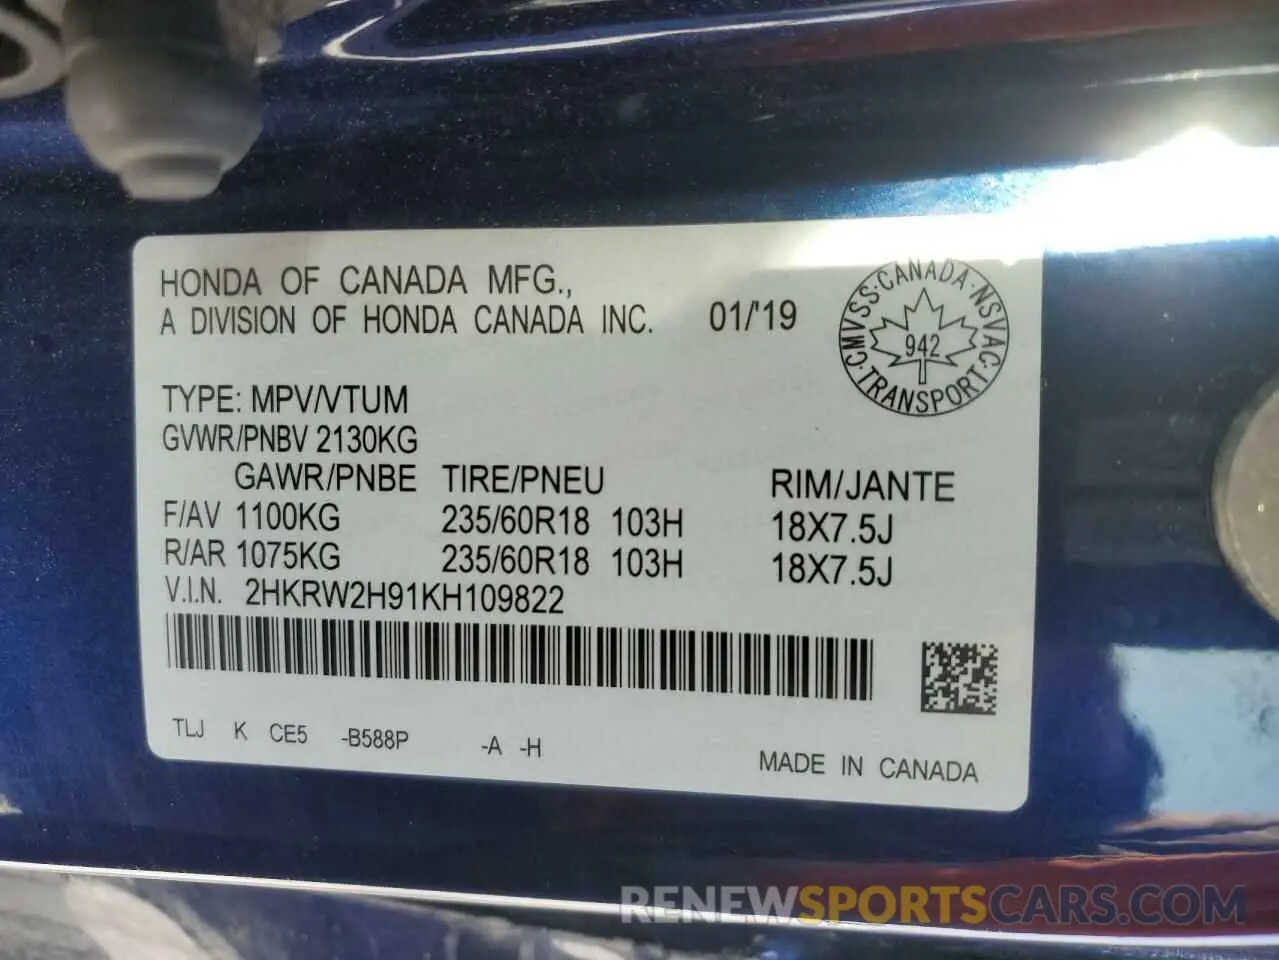 HONDA OF CANADA MFG.,
A DIVISION OF HONDA CANADA INC. 01/'19
CMVSS·CANADA·NSVAC·TRANSPORT·
942
TYPE: MPV/VTUM
GVWR/PNBV 2130KG
GAWR/PNBE TIRE/PNEU RIM/JANTE
F/AV 1100KG 235/60R18 103H 18X7.5J
R/AR 1075KG 235/60R18 103H 18X7.5J
V.I.N. 2HKRW2H91KH109822
TLJ K CE5 -B588P -A -H
MADE IN CANADA
RENEWSPORTSCARS.COM